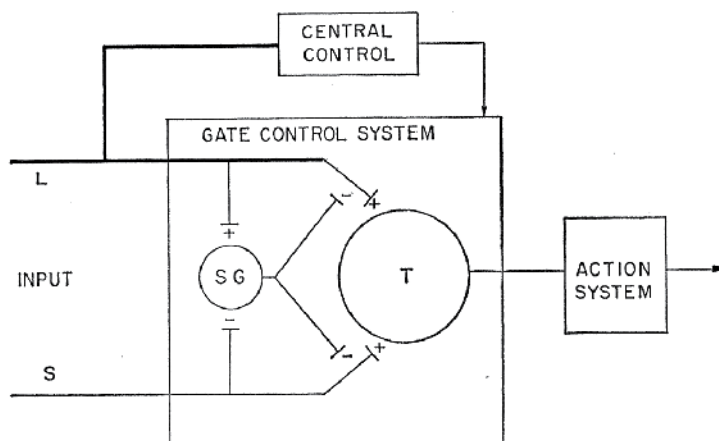 CENTRAL
CONTROL
GATE CONTROL SYSTEM
L
-
+
+
INPUT
SG
T
ACTION
SYSTEM
-
-
+
S